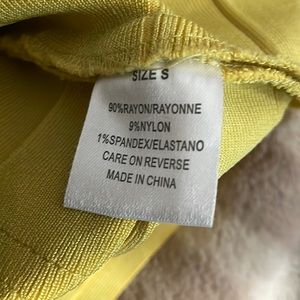 SIZE S
90%RAYON/RAYONNE
9%NYLON
1%SPANDEX/ELASTANO
CARE ON REVERSE
MADE IN CHINA